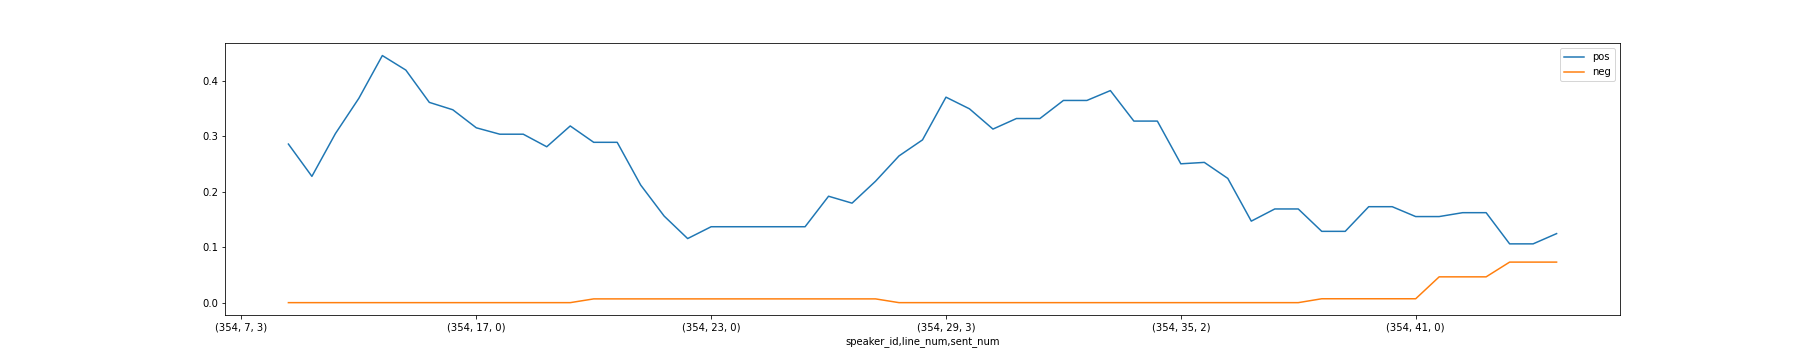 pos
neg
0.4
0.3
0.2
0.1
0.0
(354, 7, 3) (354, 17, 0) (354, 23, 0) (354, 29, 3) (354, 35, 2) (354, 41, 0)
speaker_id,line_num,sent_num